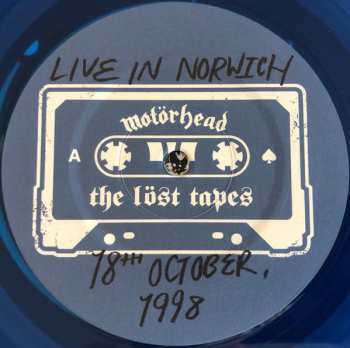 LIVE IN NORWICH
motörhead
A
the löst tapes
18TH OCTOBER,
1998